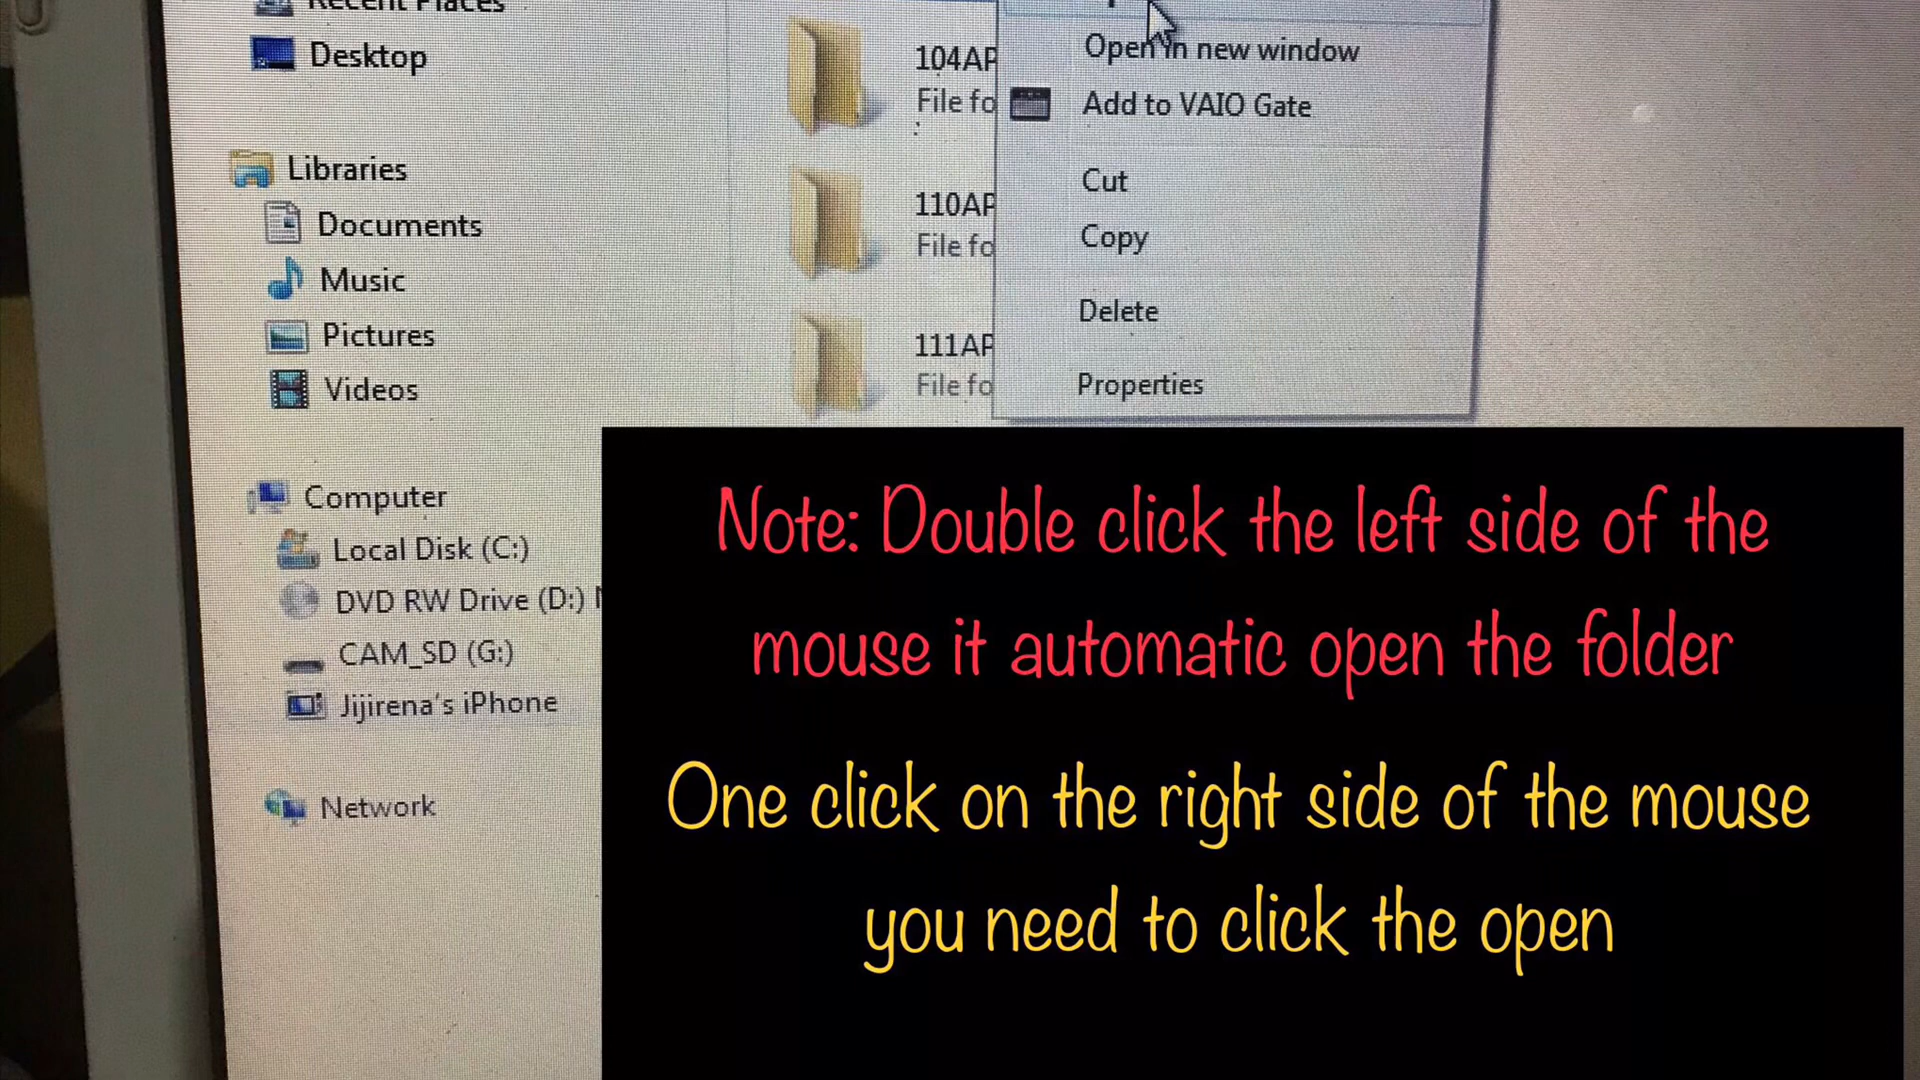 Recent Places
Desktop
Libraries
Documents
Music
Pictures
Videos
Computer
Local Disk (C:)
DVD RW Drive (D:)
CAM_SD (G:)
Jijirena's iPhone
Network
104AP
File fo
110AP
File fo
111AP
File fo
Open in new window
Add to VAIO Gate
Cut
Copy
Delete
Properties
Note: Double click the left side of the
mouse it automatic open the folder
One click on the right side of the mouse
you need to click the open